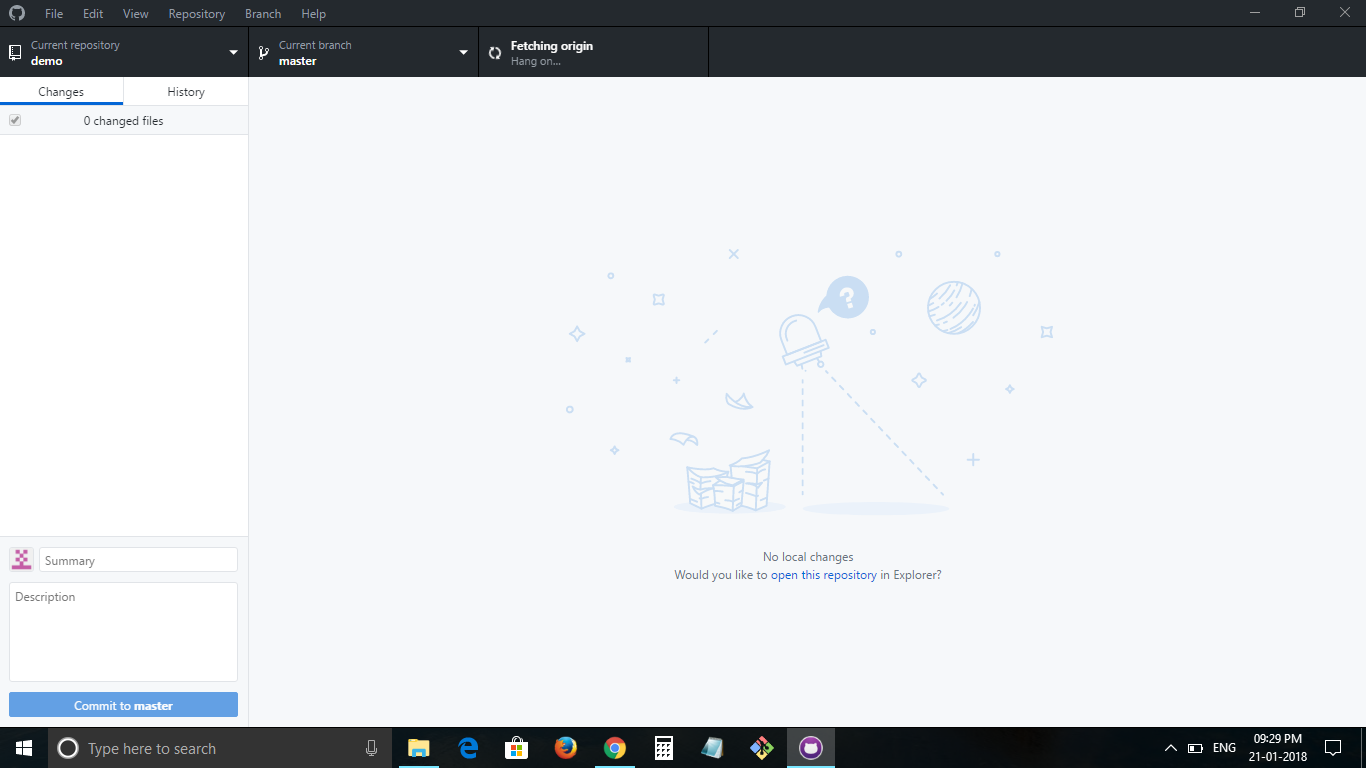 File Edit View Repository Branch Help
Current repository
demo
Current branch
master
Fetching origin
Hang on...
Changes History
0 changed files
?
No local changes
Would you like to open this repository in Explorer?
Summary
Description
Commit to master
Type here to search
ENG
09:29 PM
21-01-2018